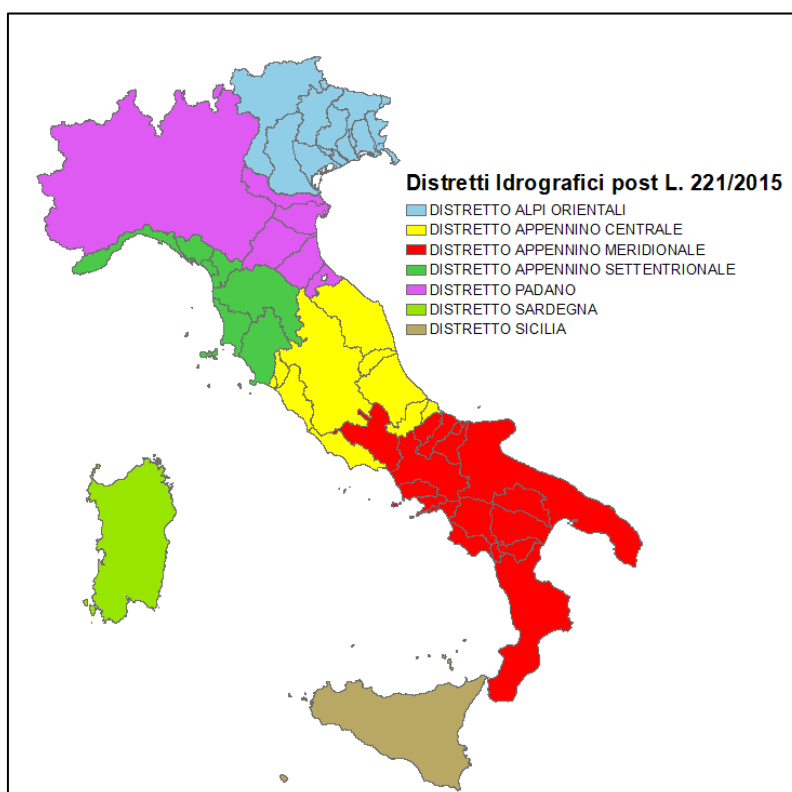 Distretti Idrografici post L. 221/2015
DISTRETTO ALPI ORIENTALI
DISTRETTO APPENNINO CENTRALE
DISTRETTO APPENNINO MERIDIONALE
DISTRETTO APPENNINO SETTENTRIONALE
DISTRETTO PADANO
DISTRETTO SARDEGNA
DISTRETTO SICILIA